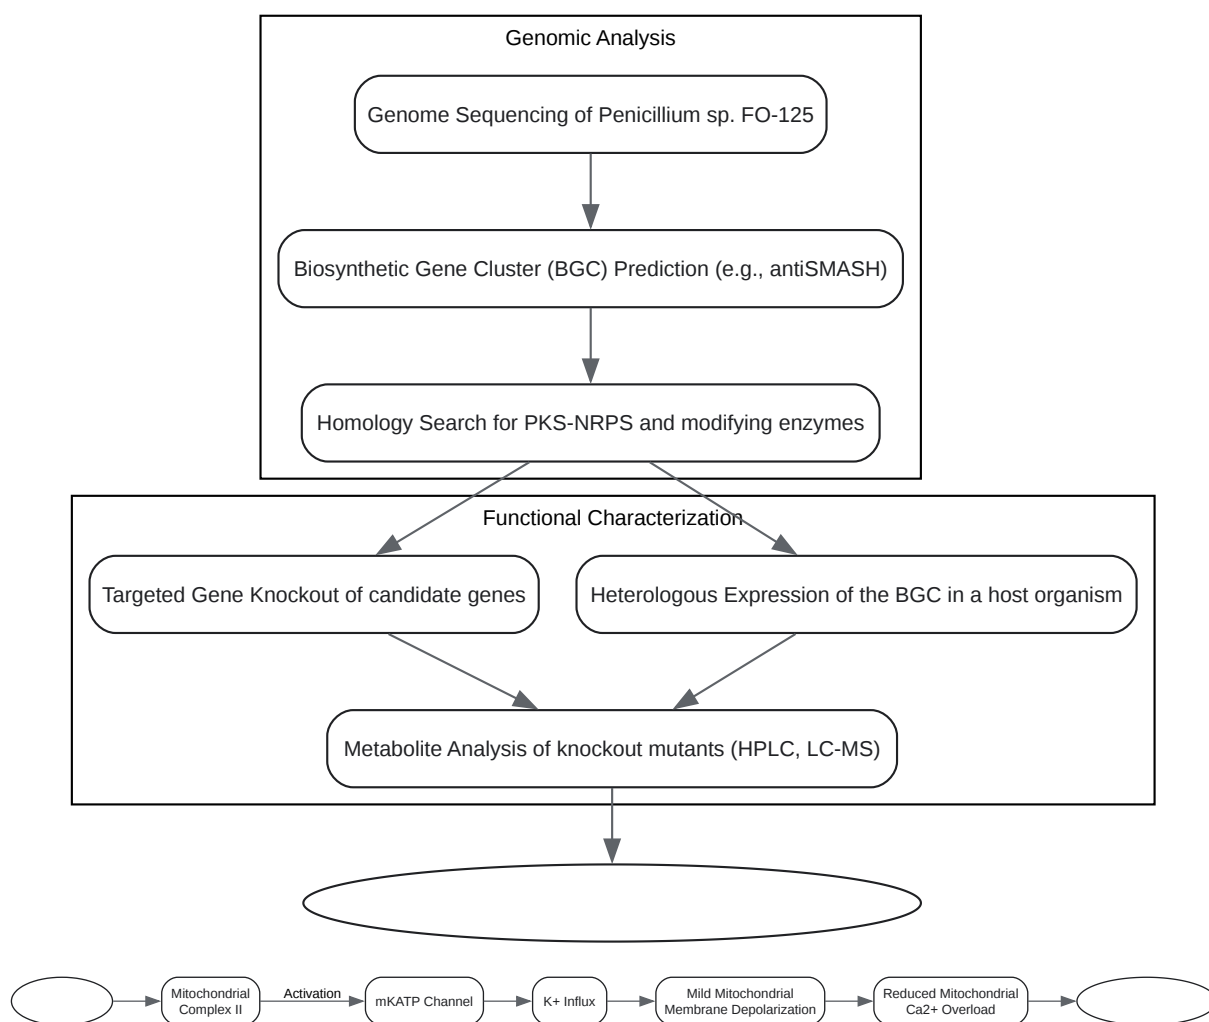 Genomic Analysis
Genome Sequencing of Penicillium sp. FO-125
Biosynthetic Gene Cluster (BGC) Prediction (e.g., antiSMASH)
Homology Search for PKS-NRPS and modifying enzymes
Functional Characterization
Targeted Gene Knockout of candidate genes
Heterologous Expression of the BGC in a host organism
Metabolite Analysis of knockout mutants (HPLC, LC-MS)
Mitochondrial
Complex II
Activation
mKATP Channel
K+ Influx
Mild Mitochondrial
Membrane Depolarization
Reduced Mitochondrial
Ca2+ Overload